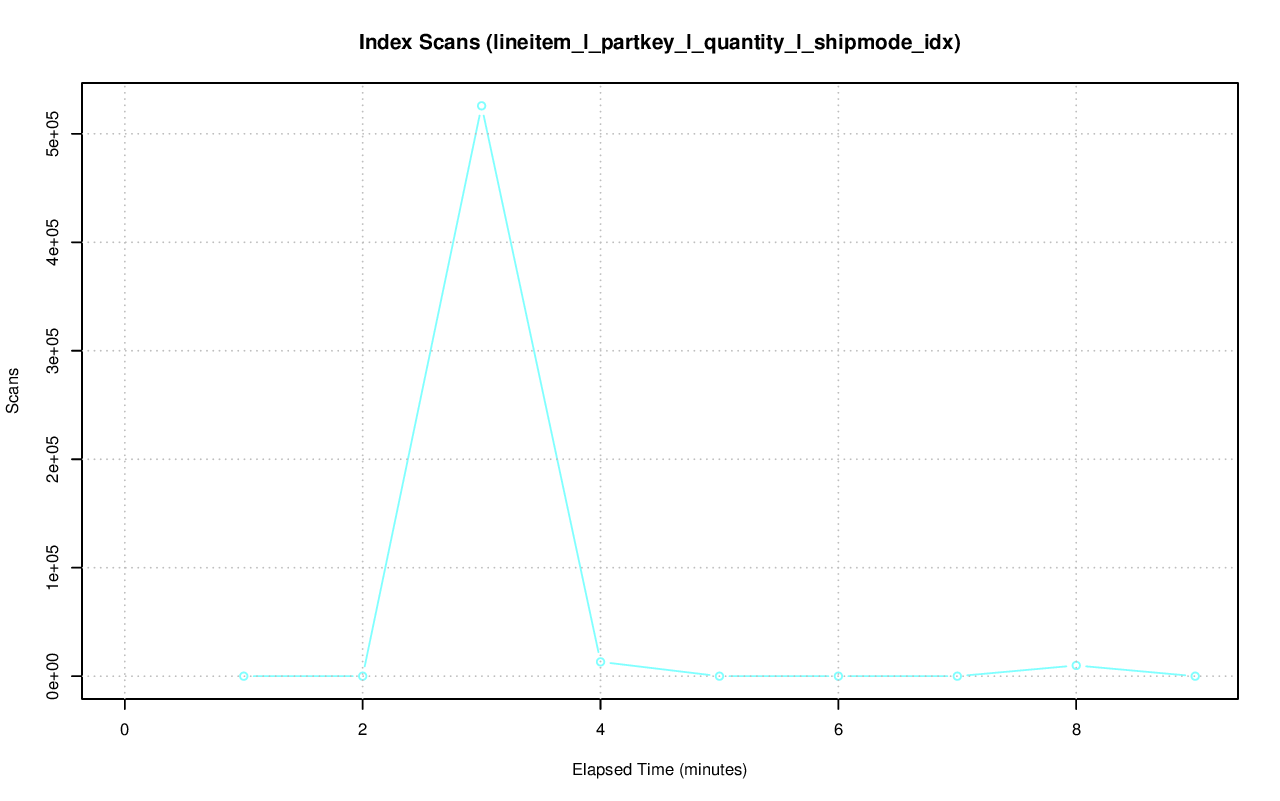 Index Scans (lineitem_l_partkey_l_quantity_l_shipmode_idx)
5e+05
4e+05
3e+05
2e+05
1e+05
0e+00
Scans
0 2 4 6 8
Elapsed Time (minutes)